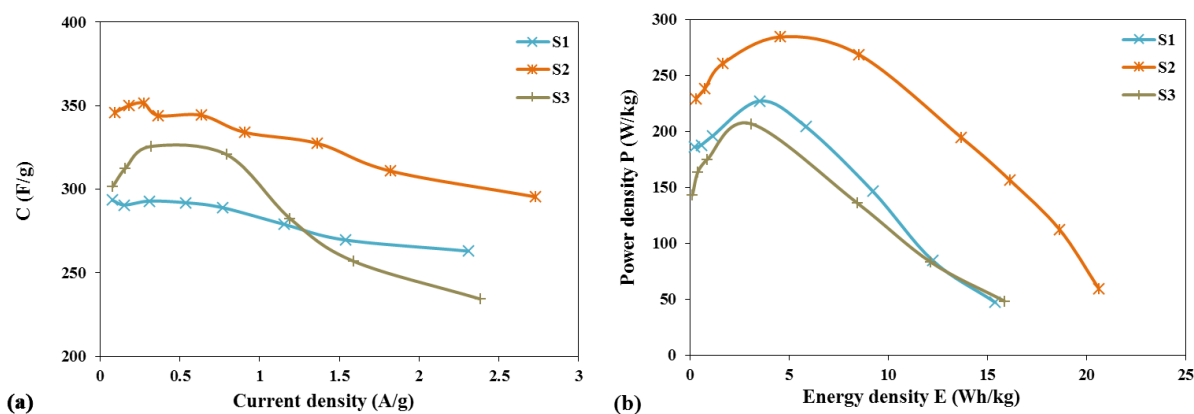 400
350
300
250
200
C (F/g)
0
0.5
1
1.5
2
2.5
3
Current density (A/g)
S1
S2
S3
(a)
300
250
200
150
100
50
0
Power density P (W/kg)
0
5
10
15
20
25
Energy density E (Wh/kg)
S1
S2
S3
(b)